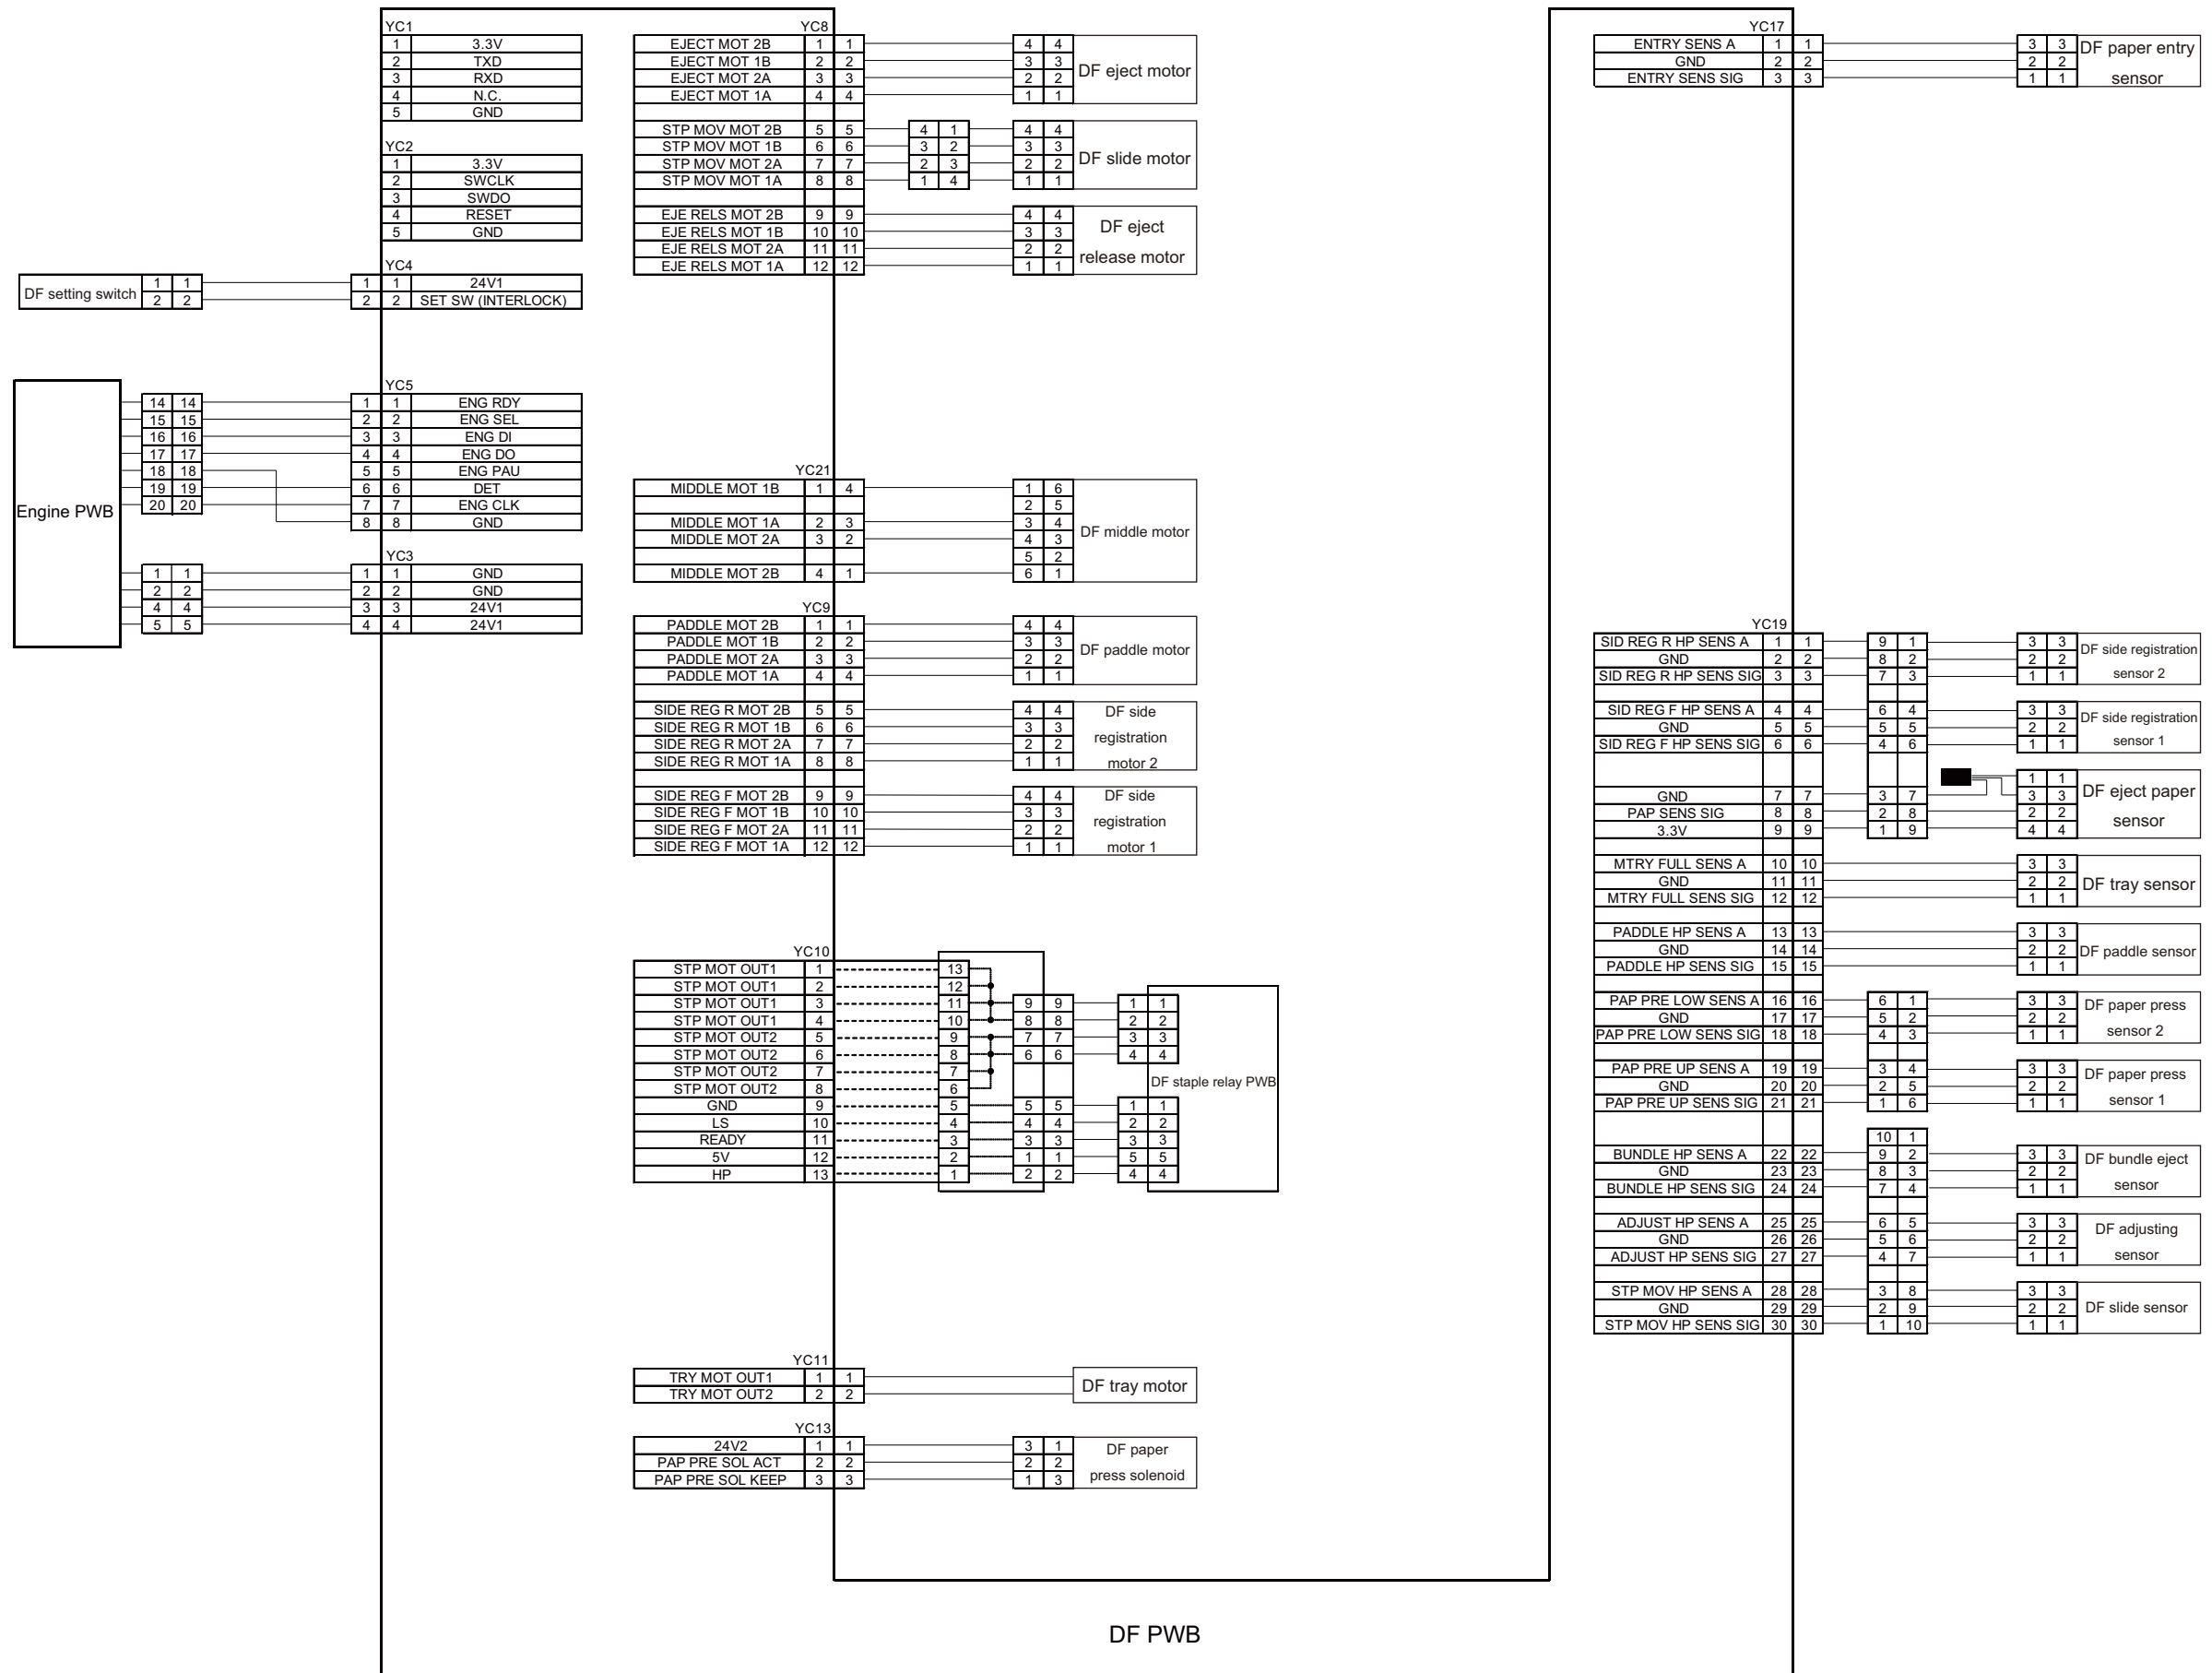 YC1
1 3.3V
2 TXD
3 RXD
4 N.C.
5 GND
YC2
1 3.3V
2 SWCLK
3 SWDO
4 RESET
5 GND
YC4
DF setting switch 1 1 1 1 24V1
2 2 2 2 SET SW (INTERLOCK)
Engine PWB
YC5
14 14 1 1 ENG RDY
15 15 2 2 ENG SEL
16 16 3 3 ENG DI
17 17 4 4 ENG DO
18 18 5 5 ENG PAU
19 19 6 6 DET
20 20 7 7 ENG CLK
8 8 GND
YC3
1 1 1 1 GND
2 2 2 2 GND
4 4 3 3 24V1
5 5 4 4 24V1
YC8
EJECT MOT 2B 1 1 4 4
EJECT MOT 1B 2 2 3 3
EJECT MOT 2A 3 3 2 2
EJECT MOT 1A 4 4 1 1
DF eject motor
STP MOV MOT 2B 5 5 4 1 4 4
STP MOV MOT 1B 6 6 3 2 3 3
STP MOV MOT 2A 7 7 2 3 2 2
STP MOV MOT 1A 8 8 1 4 1 1
DF slide motor
EJE RELS MOT 2B 9 9 4 4
EJE RELS MOT 1B 10 10 3 3
EJE RELS MOT 2A 11 11 2 2
EJE RELS MOT 1A 12 12 1 1
DF eject
release motor
YC21
MIDDLE MOT 1B 1 4 1 6
2 5
MIDDLE MOT 1A 2 3 3 4
MIDDLE MOT 2A 3 2 4 3
5 2
MIDDLE MOT 2B 4 1 6 1
DF middle motor
YC9
PADDLE MOT 2B 1 1 4 4
PADDLE MOT 1B 2 2 3 3
PADDLE MOT 2A 3 3 2 2
PADDLE MOT 1A 4 4 1 1
DF paddle motor
SIDE REG R MOT 2B 5 5 4 4
SIDE REG R MOT 1B 6 6 3 3
SIDE REG R MOT 2A 7 7 2 2
SIDE REG R MOT 1A 8 8 1 1
DF side
registration
motor 2
SIDE REG F MOT 2B 9 9 4 4
SIDE REG F MOT 1B 10 10 3 3
SIDE REG F MOT 2A 11 11 2 2
SIDE REG F MOT 1A 12 12 1 1
DF side
registration
motor 1
YC10
STP MOT OUT1 1 13
STP MOT OUT1 2 12
STP MOT OUT1 3 11 9 9 1 1
STP MOT OUT1 4 10 8 8 2 2
STP MOT OUT2 5 9 7 7 3 3
STP MOT OUT2 6 8 6 6 4 4
STP MOT OUT2 7 7
STP MOT OUT2 8 6
GND 9 5 5 5 1 1
LS 10 4 4 4 2 2
READY 11 3 3 3 3 3
5V 12 2 1 1 5 5
HP 13 1 2 2 4 4
DF staple relay PWB
YC11
TRY MOT OUT1 1 1
TRY MOT OUT2 2 2
DF tray motor
YC13
24V2 1 1 3 1
PAP PRE SOL ACT 2 2 2 2
PAP PRE SOL KEEP 3 3 1 3
DF paper
press solenoid
YC17
ENTRY SENS A 1 1 3 3
GND 2 2 2 2
ENTRY SENS SIG 3 3 1 1
DF paper entry
sensor
YC19
SID REG R HP SENS A 1 1 9 1 3 3
GND 2 2 8 2 2 2
SID REG R HP SENS SIG 3 3 7 3 1 1
DF side registration
sensor 2
SID REG F HP SENS A 4 4 6 4 3 3
GND 5 5 5 5 2 2
SID REG F HP SENS SIG 6 6 4 6 1 1
DF side registration
sensor 1
1 1
GND 7 7 3 7 3 3
PAP SENS SIG 8 8 2 8 2 2
3.3V 9 9 1 9 4 4
DF eject paper
sensor
MTRY FULL SENS A 10 10 3 3
GND 11 11 2 2
MTRY FULL SENS SIG 12 12 1 1
DF tray sensor
PADDLE HP SENS A 13 13 3 3
GND 14 14 2 2
PADDLE HP SENS SIG 15 15 1 1
DF paddle sensor
PAP PRE LOW SENS A 16 16 6 1 3 3
GND 17 17 5 2 2 2
PAP PRE LOW SENS SIG 18 18 4 3 1 1
DF paper press
sensor 2
PAP PRE UP SENS A 19 19 3 4 3 3
GND 20 20 2 5 2 2
PAP PRE UP SENS SIG 21 21 1 6 1 1
DF paper press
sensor 1
10 1
BUNDLE HP SENS A 22 22 9 2 3 3
GND 23 23 8 3 2 2
BUNDLE HP SENS SIG 24 24 7 4 1 1
DF bundle eject
sensor
ADJUST HP SENS A 25 25 6 5 3 3
GND 26 26 5 6 2 2
ADJUST HP SENS SIG 27 27 4 7 1 1
DF adjusting
sensor
STP MOV HP SENS A 28 28 3 8 3 3
GND 29 29 2 9 2 2
STP MOV HP SENS SIG 30 30 1 10 1 1
DF slide sensor
DF PWB